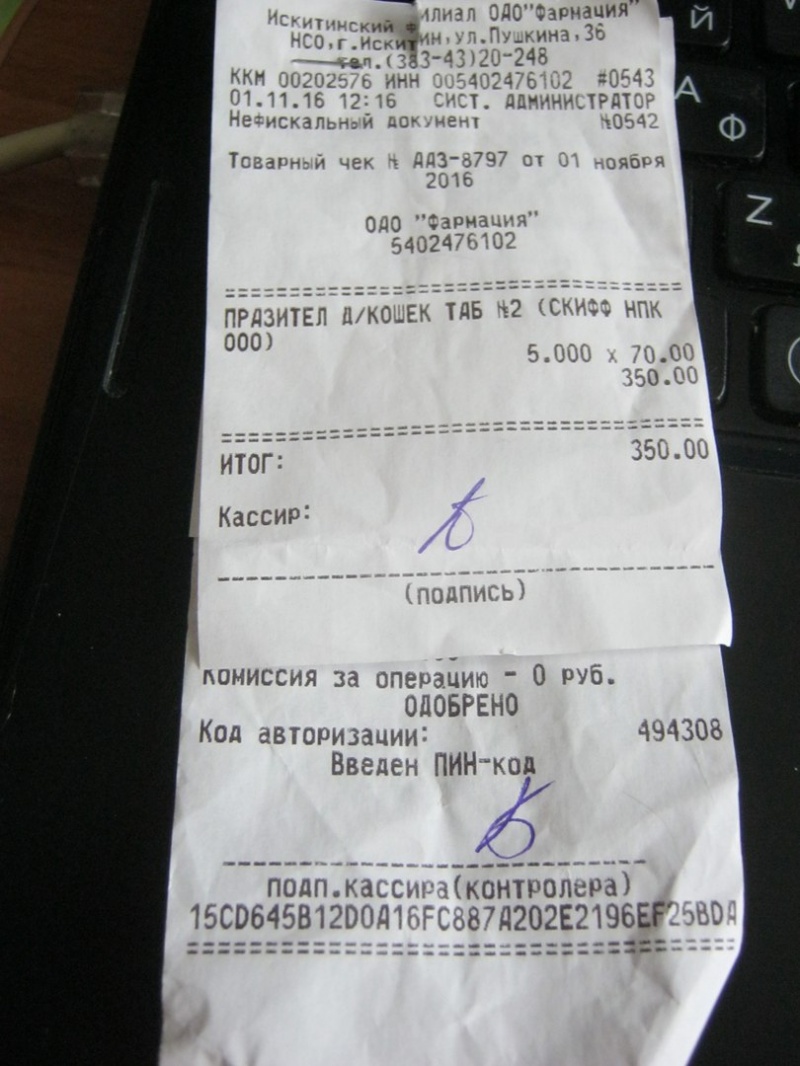 Искитинский филиал ОАО"Фармация"
НСО,г.Искитин,ул.Пушкина,36
тел.(383-43)20-248
ККМ 00202576 ИНН 005402476102 #0543
01.11.16 12:16 СИСТ. АДМИНИСТРАТОР
Нефискальный документ №0542
Товарный чек № ААЗ-8797 от 01 ноября
2016
ОАО "Фармация"
5402476102
ПРАЗИТЕЛ Д/КОШЕК ТАБ №2 (СКИФФ НПК
ООО)
5.000 х 70.00
350.00
ИТОГ: 350.00
Кассир:
(подпись)
Комиссия за операцию - 0 руб.
ОДОБРЕНО
Код авторизации: 494308
Введен ПИН-код
подп.кассира(контролера)
15CD645B12D0A16FC887A202E2196EF25BDA
Й
А
Ф
Z